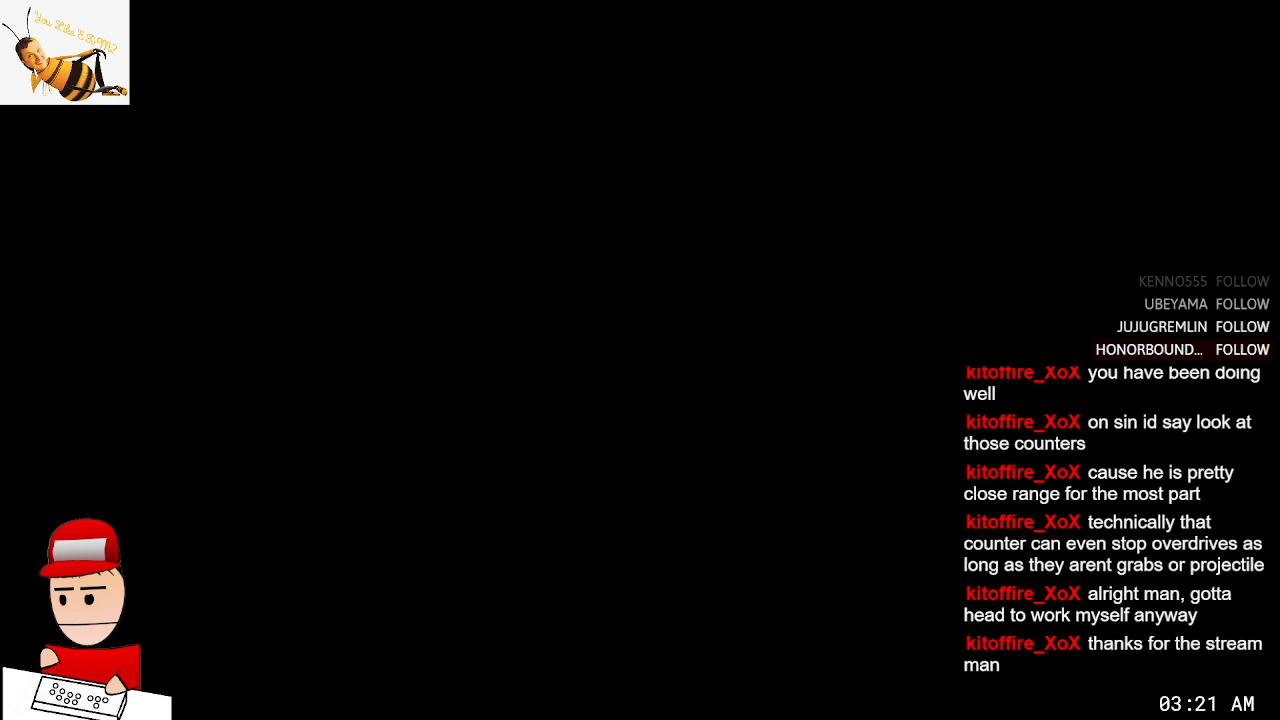 You Like EDM?
KENNO555 FOLLOW
UBEYAMA FOLLOW
JUJUGREMLIN FOLLOW
HONORBOUND... FOLLOW
kitoffire_XoX you have been doing
well
kitoffire_XoX on sin id say look at
those counters
kitoffire_XoX cause he is pretty
close range for the most part
kitoffire_XoX technically that
counter can even stop overdrives as
long as they arent grabs or projectile
kitoffire_XoX alright man, gotta
head to work myself anyway
kitoffire_XoX thanks for the stream
man
03:21 AM